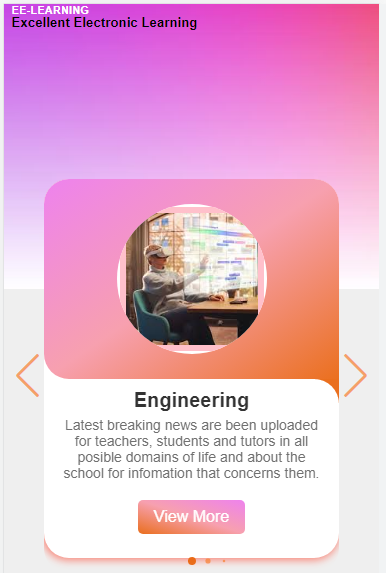 EE-LEARNING
Excellent Electronic Learning
Engineering
Latest breaking news are been uploaded
for teachers, students and tutors in all
posible domains of life and about the
school for infomation that concerns them.
View More